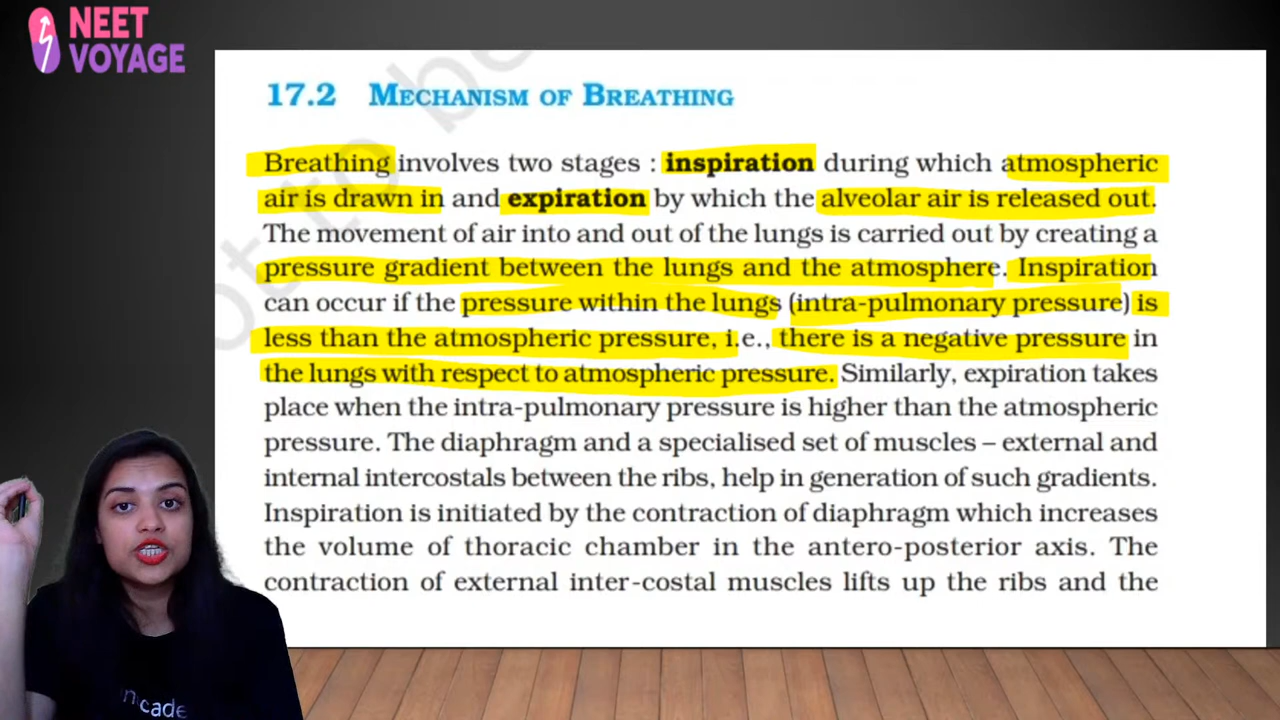 NEET
VOYAGE
17.2 MECHANISM OF BREATHING
Breathing involves two stages : inspiration during which atmospheric
air is drawn in and expiration by which the alveolar air is released out.
The movement of air into and out of the lungs is carried out by creating a
pressure gradient between the lungs and the atmosphere. Inspiration
can occur if the pressure within the lungs (intra-pulmonary pressure) is
less than the atmospheric pressure, i.e., there is a negative pressure in
the lungs with respect to atmospheric pressure. Similarly, expiration takes
place when the intra-pulmonary pressure is higher than the atmospheric
pressure. The diaphragm and a specialised set of muscles – external and
internal intercostals between the ribs, help in generation of such gradients.
Inspiration is initiated by the contraction of diaphragm which increases
the volume of thoracic chamber in the antero-posterior axis. The
contraction of external inter-costal muscles lifts up the ribs and the